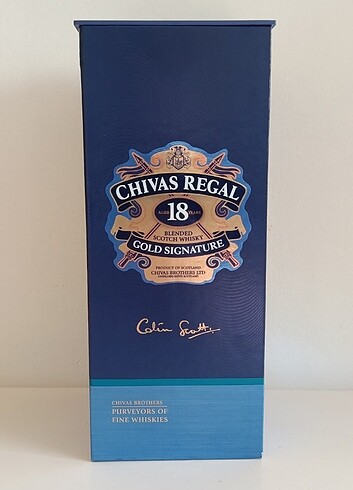 CHIVAS REGAL
AGED 18 YEARS
BLENDED
SCOTCH WHISKY
GOLD SIGNATURE
PRODUCT OF SCOTLAND
CHIVAS BROTHERS LTD
Colin Scott
CHIVAS BROTHERS
PURVEYORS OF
FINE WHISKIES